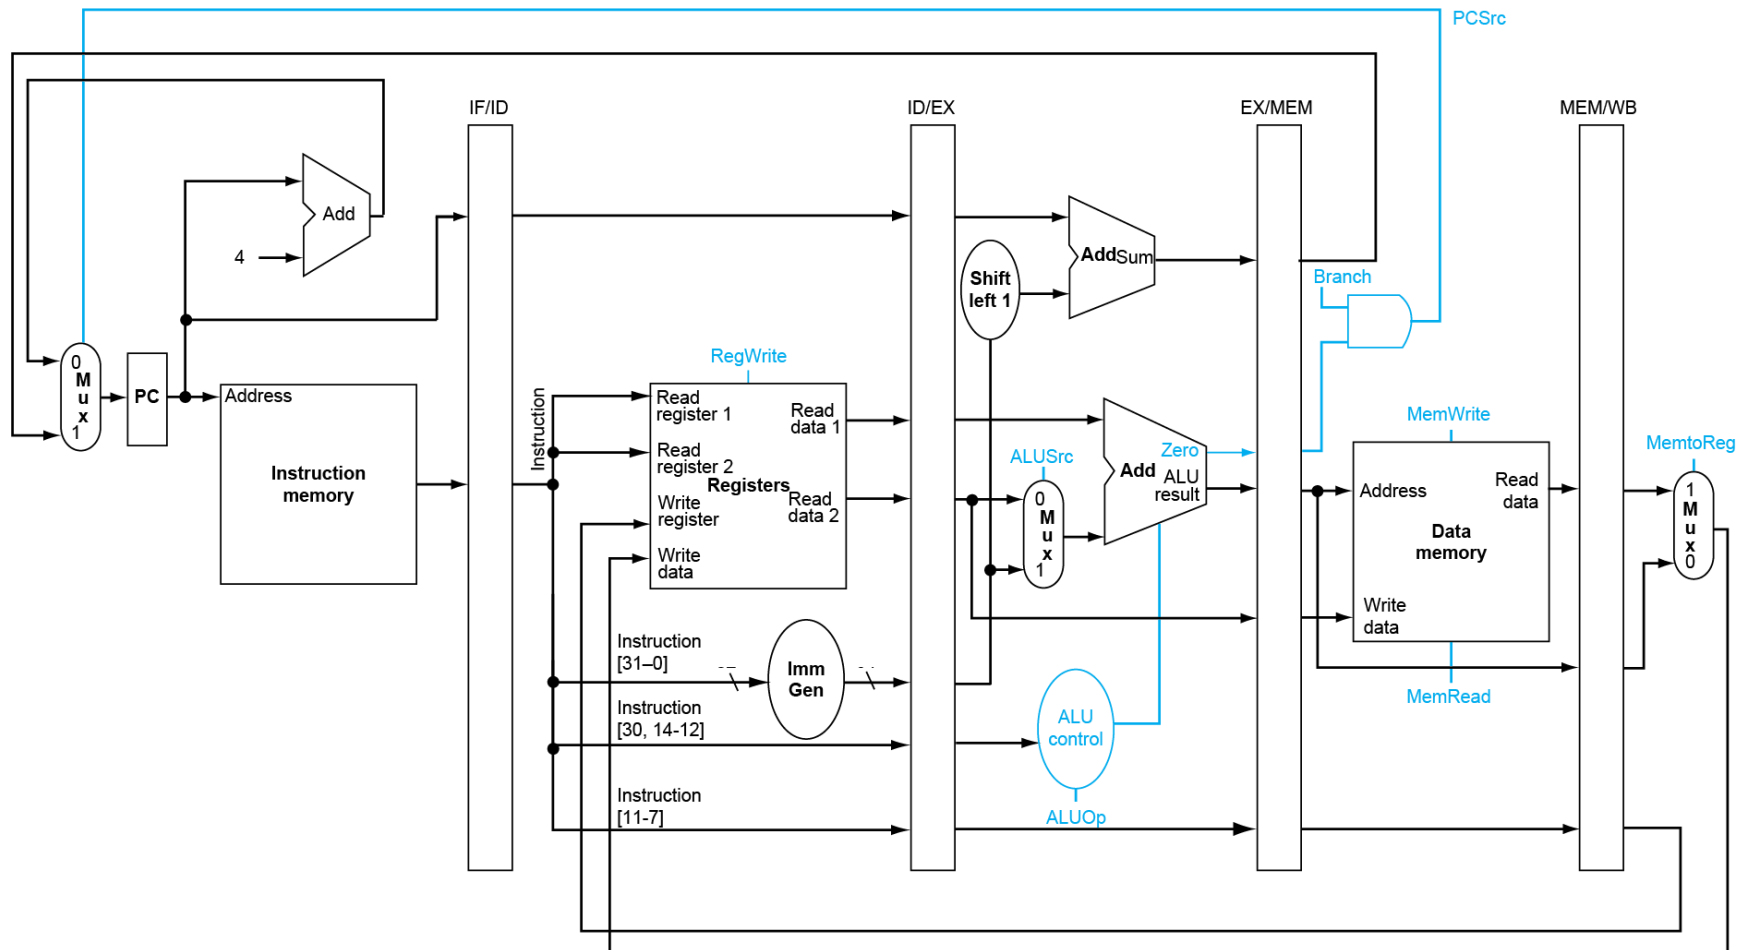 PCSrc
IF/ID
ID/EX
EX/MEM
MEM/WB
Add
4
Add Sum
Shift
left 1
Branch
0
M
u
x
1
PC
Address
Instruction
memory
Instruction
RegWrite
Read
register 1
Read
data 1
Read
register 2
Registers
Write
register
Read
data 2
Write
data
ALUSrc
0
M
u
x
1
Zero
Add
ALU
result
MemWrite
Address
Read
data
Data
memory
Write
data
MemRead
MemtoReg
1
M
u
x
0
Instruction
[31–0]
Imm
Gen
Instruction
[30, 14-12]
ALU
control
Instruction
[11-7]
ALUOp